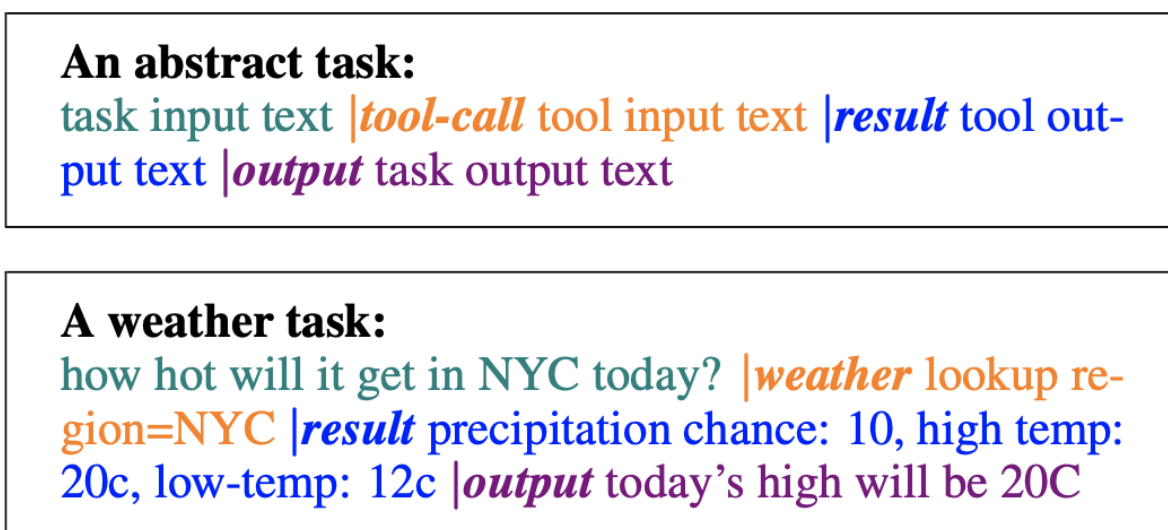 An abstract task:
task input text |tool-call tool input text |result tool out-
put text |output task output text
A weather task:
how hot will it get in NYC today? |weather lookup re-
gion=NYC |result precipitation chance: 10, high temp:
20c, low-temp: 12c |output today’s high will be 20C